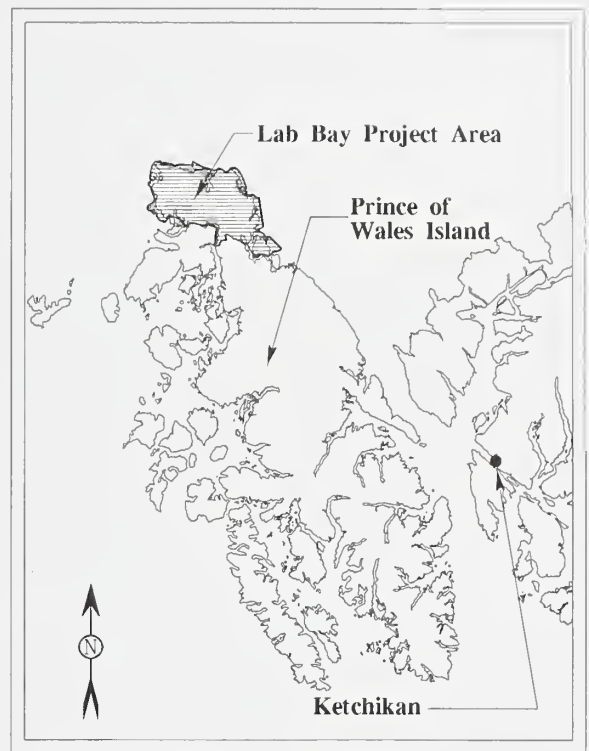 Lab Bay Project Area
Prince of
Wales Island
N
Ketchikan